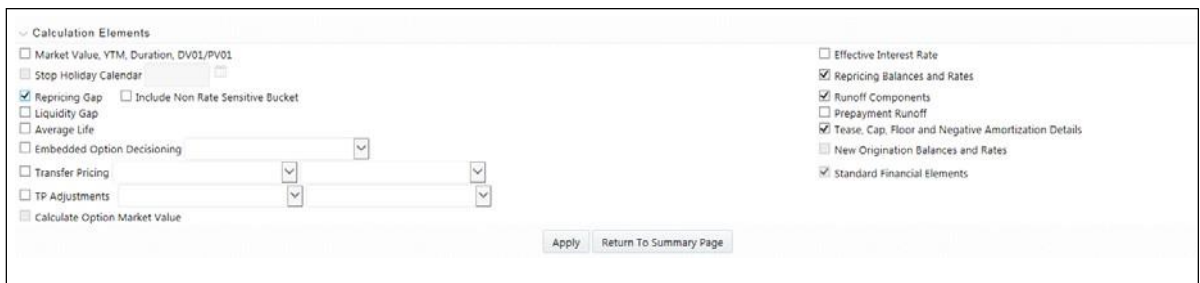 Calculation Elements
Market Value, YTM, Duration, DV01/PV01
Stop Holiday Calendar
Repricing Gap Include Non Rate Sensitive Bucket
Liquidity Gap
Average Life
Embedded Option Decisioning
Transfer Pricing
TP Adjustments
Calculate Option Market Value
Effective Interest Rate
Repricing Balances and Rates
Runoff Components
Prepayment Runoff
Tease, Cap, Floor and Negative Amortization Details
New Origination Balances and Rates
Standard Financial Elements
Apply Return To Summary Page